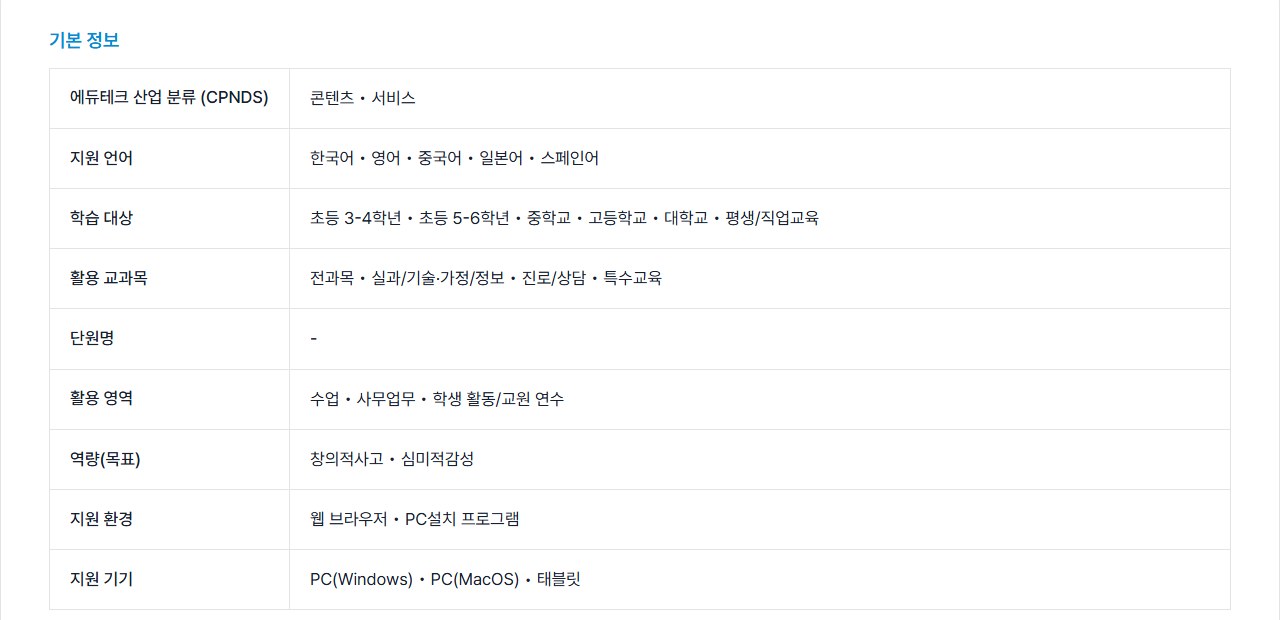 기본 정보
에듀테크 산업 분류 (CPNDS) 콘텐츠 • 서비스
지원 언어 한국어 • 영어 • 중국어 • 일본어 • 스페인어
학습 대상 초등 3-4학년 • 초등 5-6학년 • 중학교 • 고등학교 • 대학교 • 평생/직업교육
활용 교과목 전과목 • 실과/기술·가정/정보 • 진로/상담 • 특수교육
단원명 -
활용 영역 수업 • 사무업무 • 학생 활동/교원 연수
역량(목표) 창의적사고 • 심미적감성
지원 환경 웹 브라우저 • PC설치 프로그램
지원 기기 PC(Windows) • PC(MacOS) • 태블릿